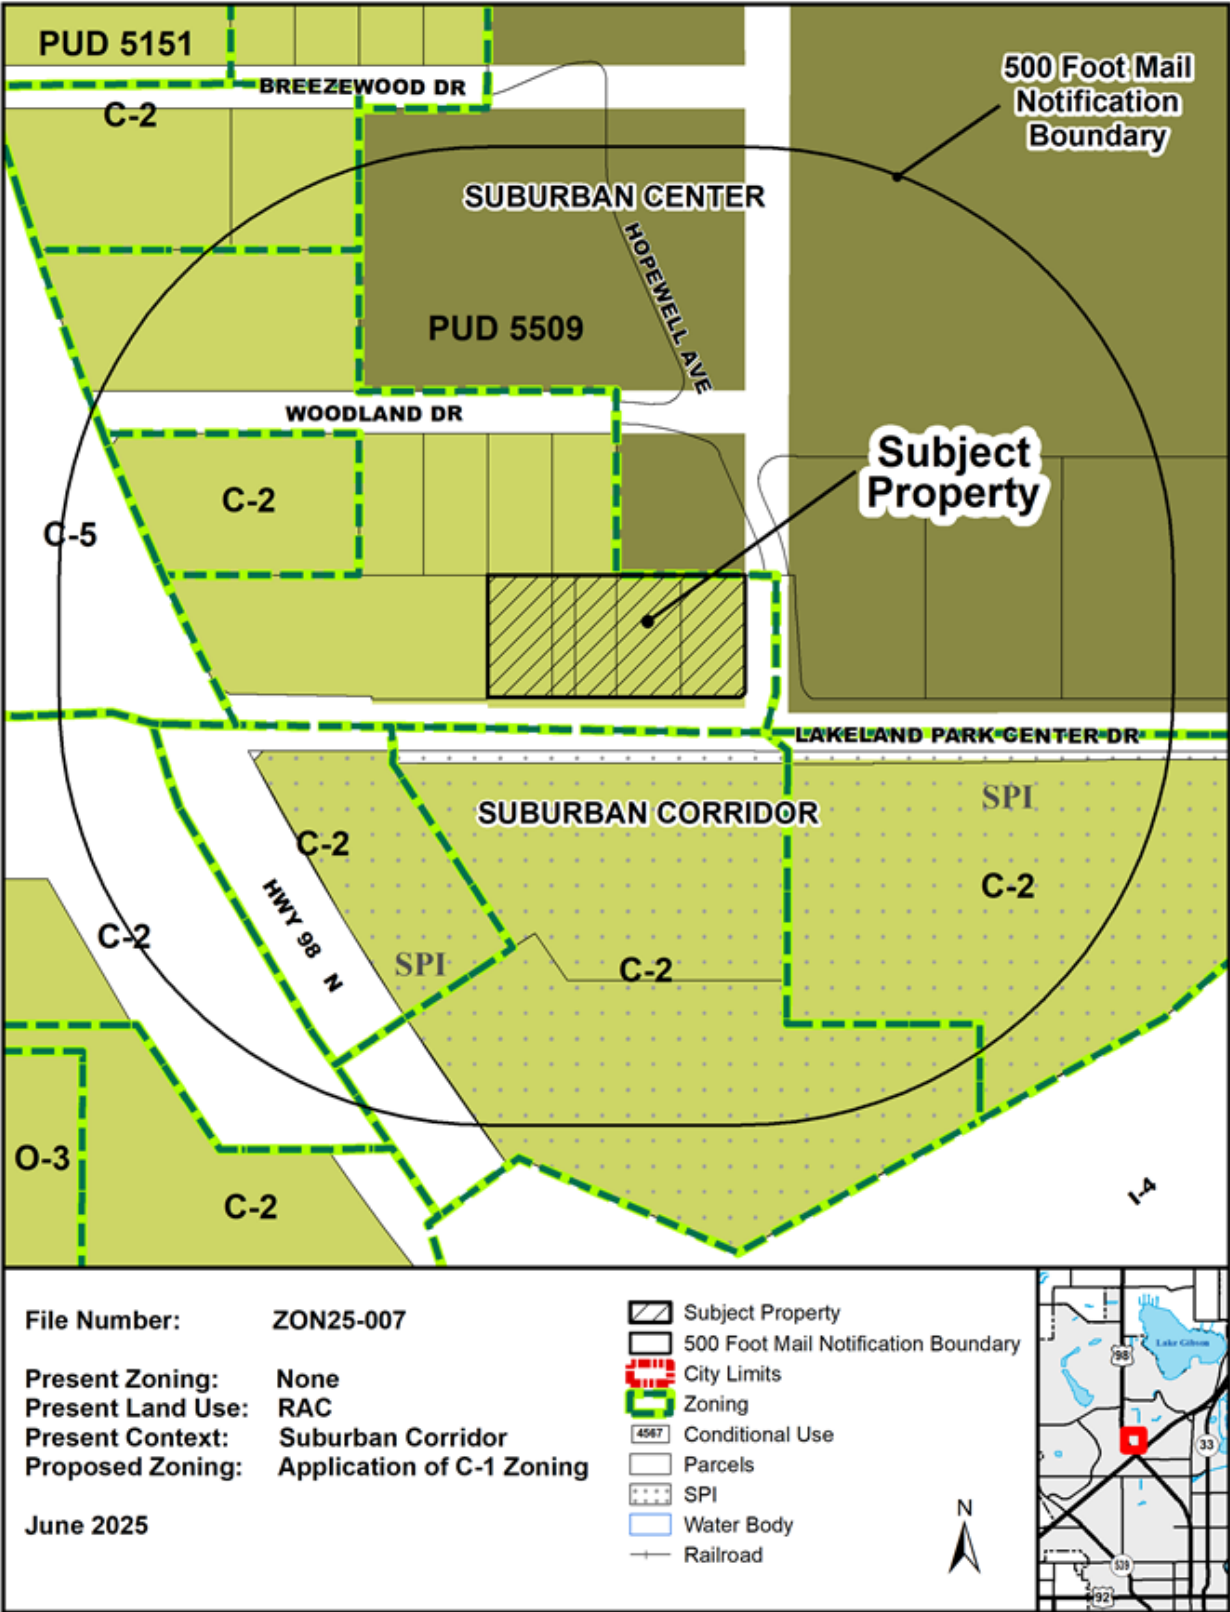 PUD 5151
BREEZEWOOD DR
C-2
500 Foot Mail
Notification
Boundary
SUBURBAN CENTER
HOPEWELL AVE
PUD 5509
WOODLAND DR
Subject
Property
C-2
C-5
LAKELAND PARK CENTER DR
SPI
SUBURBAN CORRIDOR
C-2
C-2
HWY 98 N
C-2
SPI
C-2
O-3
C-2
I-4
File Number: ZON25-007
Present Zoning: None
Present Land Use: RAC
Present Context: Suburban Corridor
Proposed Zoning: Application of C-1 Zoning
June 2025
Subject Property
500 Foot Mail Notification Boundary
City Limits
Zoning
4567 Conditional Use
Parcels
SPI
Water Body
Railroad
N
Lake Gibson
98
33
539
92